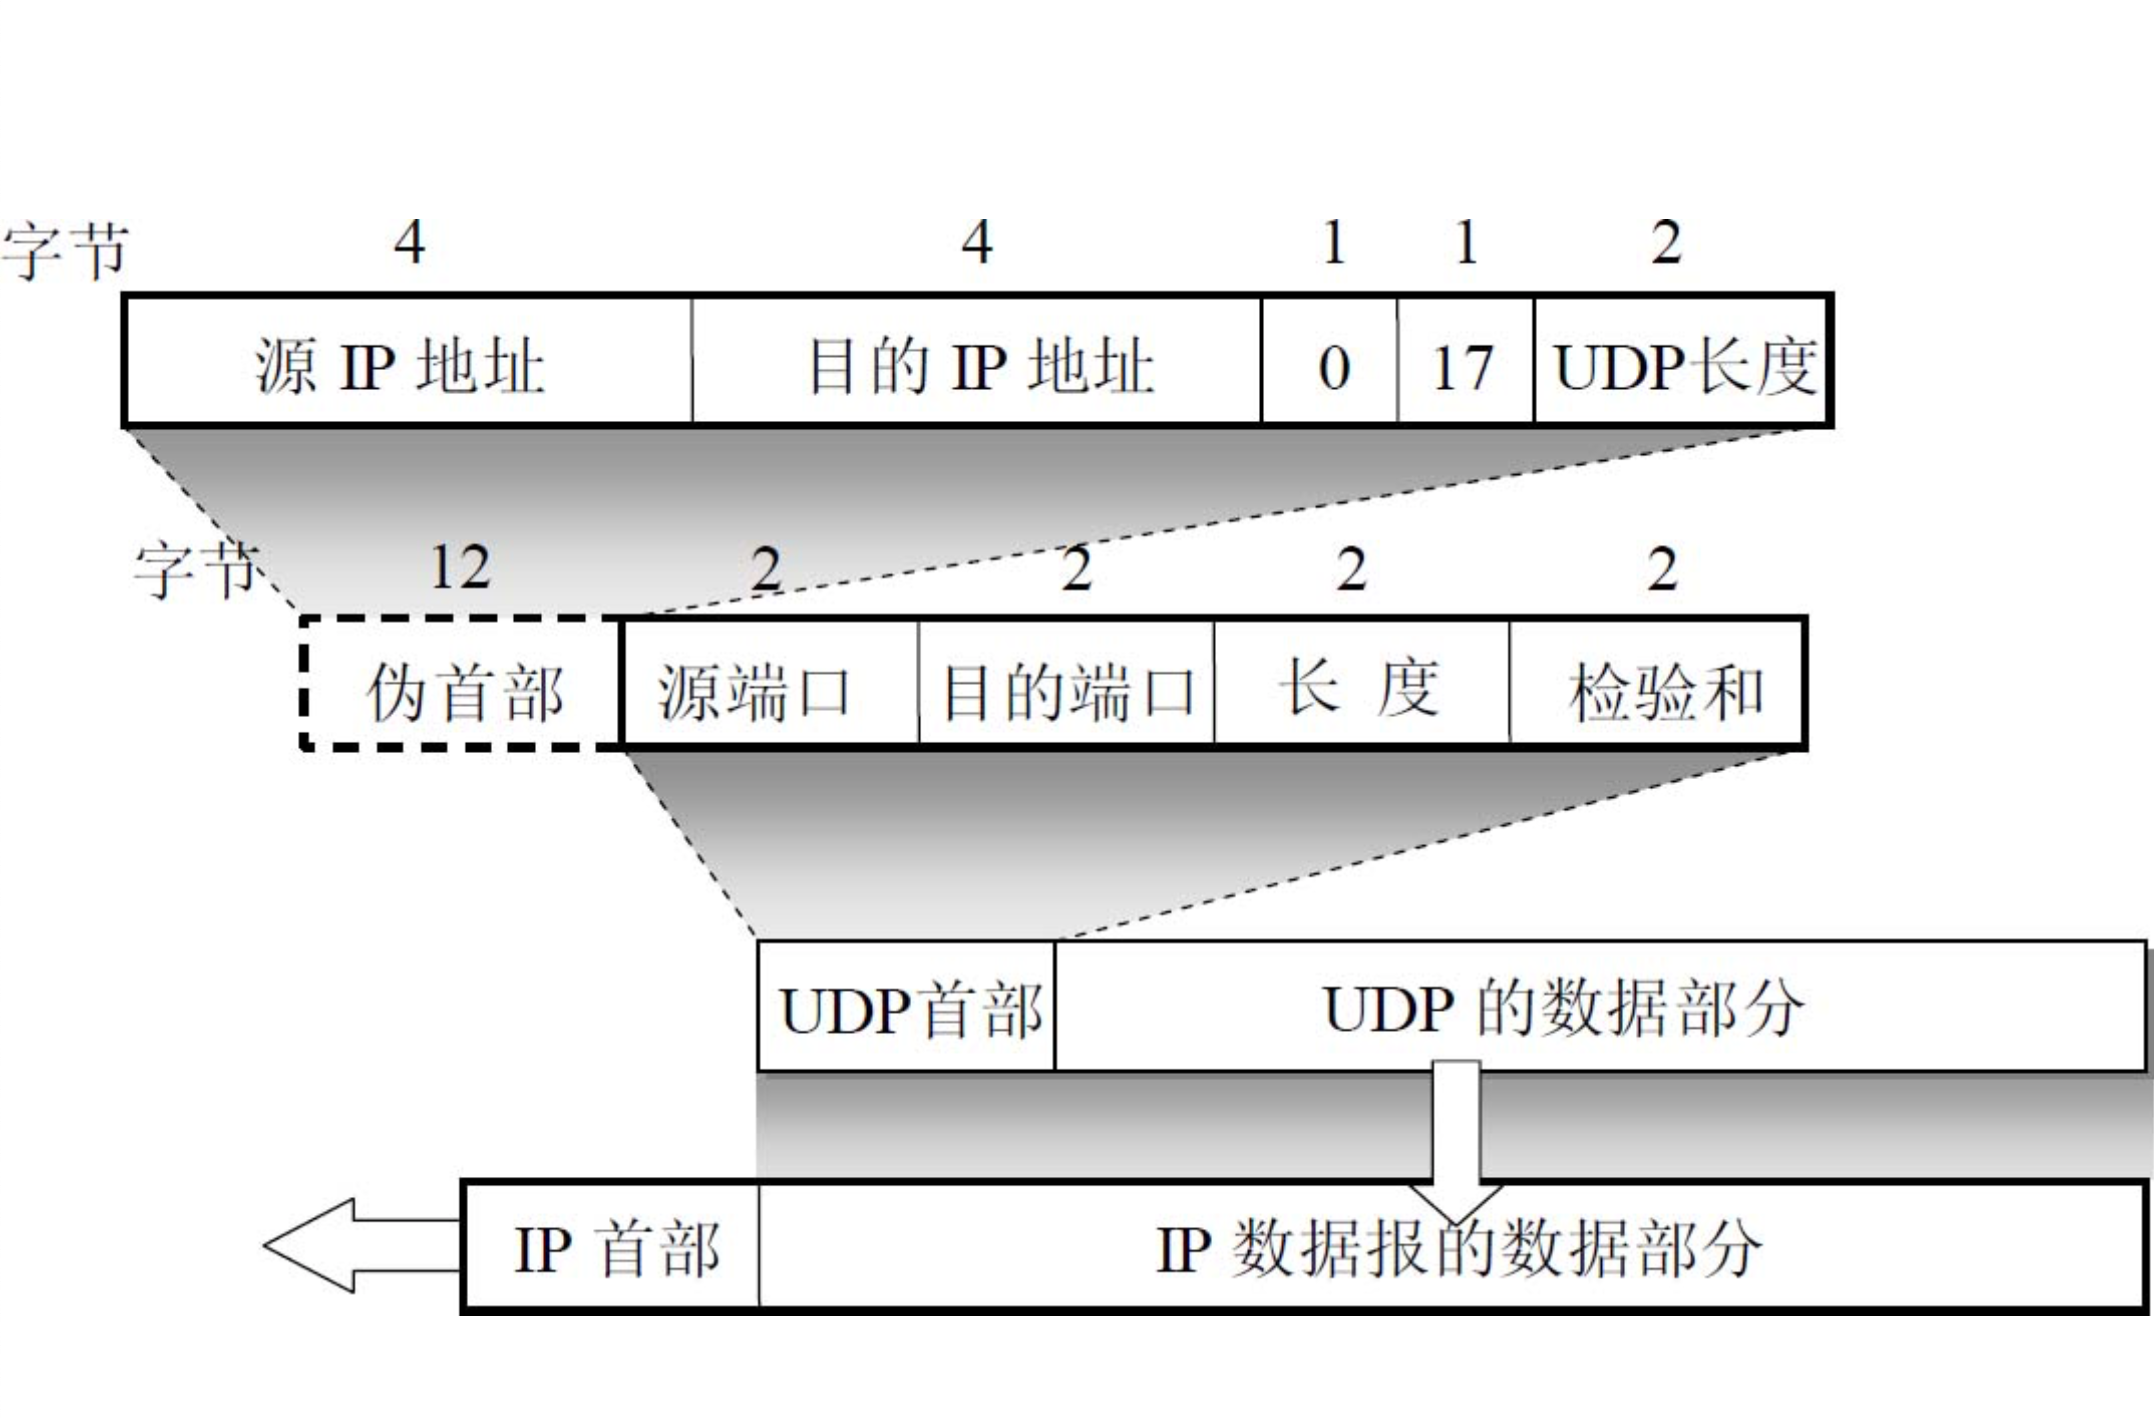 字节 4 4 1 1 2
源 IP 地址 目的 IP 地址 0 17 UDP长度
字节 12 2 2 2 2
伪首部 源端口 目的端口 长 度 检验和
UDP首部 UDP 的数据部分
IP 首部 IP 数据报的数据部分